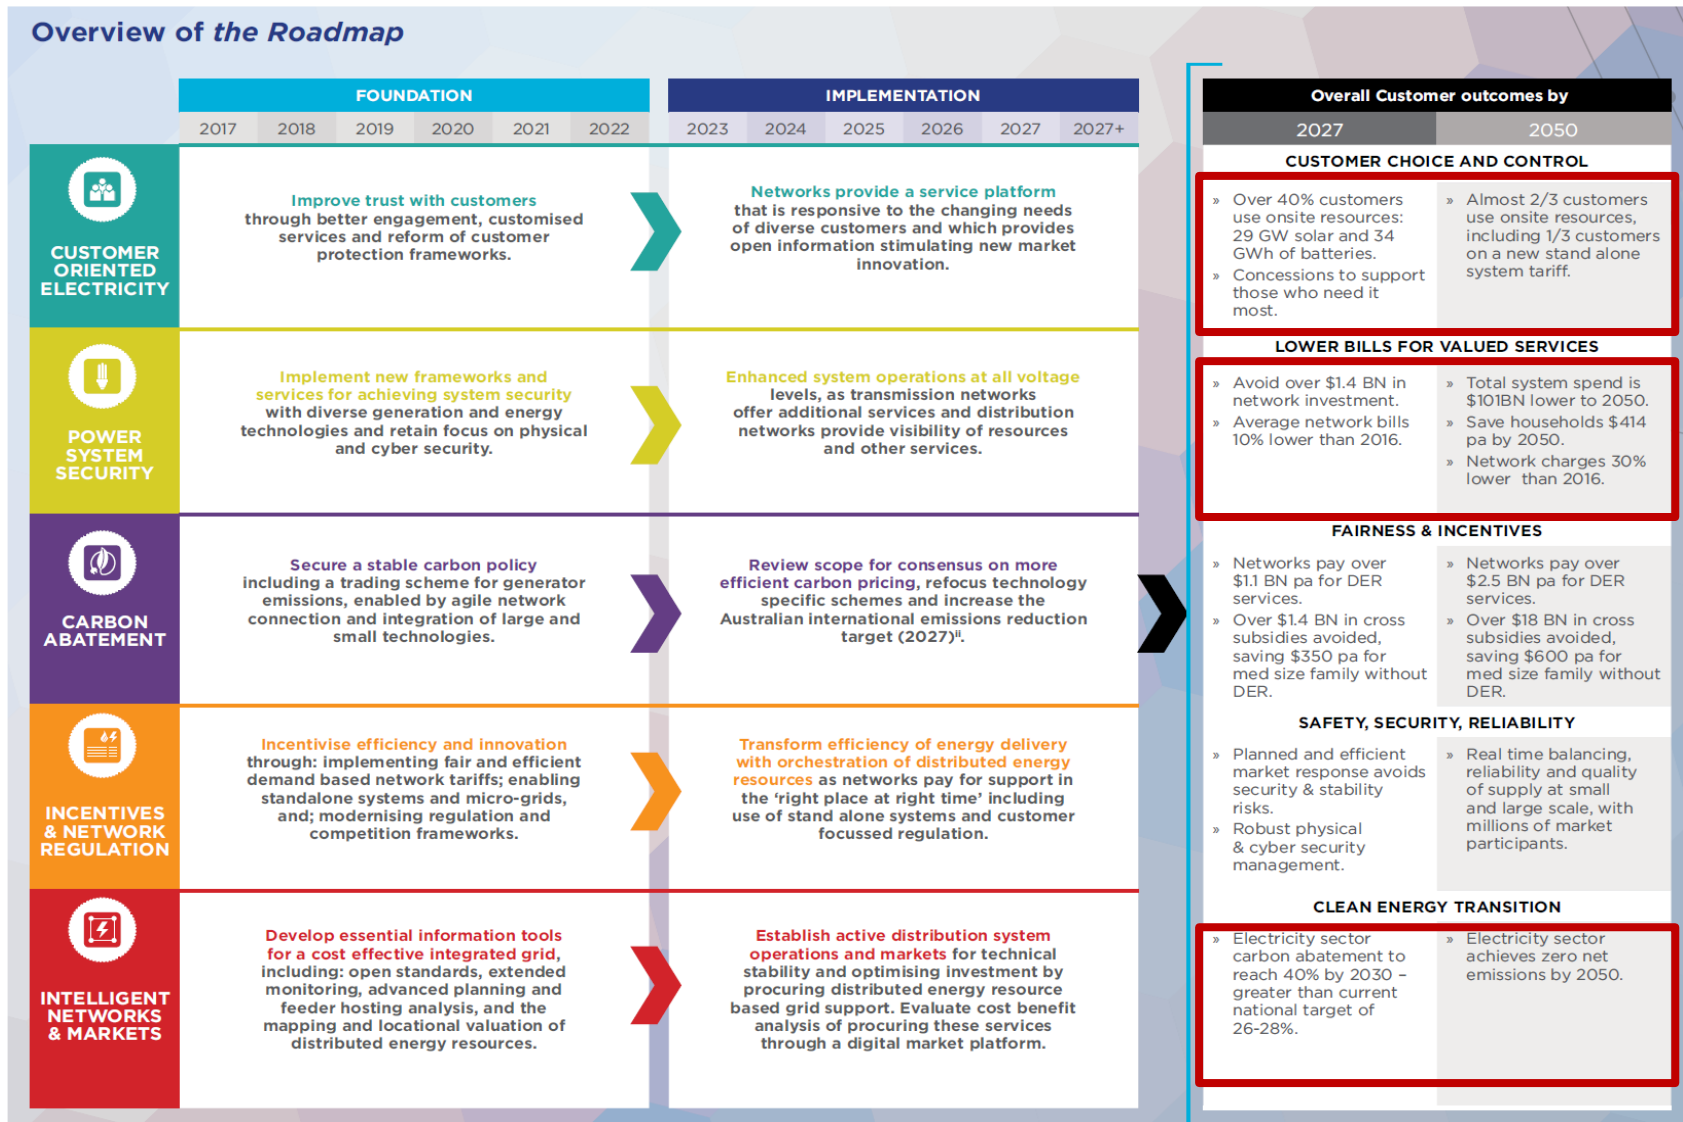 Overview of the Roadmap
FOUNDATION
2017 2018 2019 2020 2021 2022
IMPLEMENTATION
2023 2024 2025 2026 2027 2027+
Overall Customer outcomes by
2027 2050
CUSTOMER
ORIENTED
ELECTRICITY
Improve trust with customers
through better engagement, customised
services and reform of customer
protection frameworks.
Networks provide a service platform
that is responsive to the changing needs
of diverse customers and which provides
open information stimulating new market
innovation.
CUSTOMER CHOICE AND CONTROL
» Over 40% customers
use onsite resources:
29 GW solar and 34
GWh of batteries.
» Concessions to support
those who need it
most.
» Almost 2/3 customers
use onsite resources,
including 1/3 customers
on a new stand alone
system tariff.
POWER
SYSTEM
SECURITY
Implement new frameworks and
services for achieving system security
with diverse generation and energy
technologies and retain focus on physical
and cyber security.
Enhanced system operations at all voltage
levels, as transmission networks
offer additional services and distribution
networks provide visibility of resources
and other services.
LOWER BILLS FOR VALUED SERVICES
» Avoid over $1.4 BN in
network investment.
» Average network bills
10% lower than 2016.
» Total system spend is
$101BN lower to 2050.
» Save households $414
pa by 2050.
» Network charges 30%
lower than 2016.
CARBON
ABATEMENT
Secure a stable carbon policy
including a trading scheme for generator
emissions, enabled by agile network
connection and integration of large and
small technologies.
Review scope for consensus on more
efficient carbon pricing, refocus technology
specific schemes and increase the
Australian international emissions reduction
target (2027)ii.
FAIRNESS & INCENTIVES
» Networks pay over
$1.1 BN pa for DER
services.
» Over $1.4 BN in cross
subsidies avoided,
saving $350 pa for
med size family without
DER.
» Networks pay over
$2.5 BN pa for DER
services.
» Over $18 BN in cross
subsidies avoided,
saving $600 pa for
med size family without
DER.
INCENTIVES
& NETWORK
REGULATION
Incentivise efficiency and innovation
through: implementing fair and efficient
demand based network tariffs; enabling
standalone systems and micro-grids,
and; modernising regulation and
competition frameworks.
Transform efficiency of energy delivery
with orchestration of distributed energy
resources as networks pay for support in
the ‘right place at right time’ including
use of stand alone systems and customer
focussed regulation.
SAFETY, SECURITY, RELIABILITY
» Planned and efficient
market response avoids
security & stability
risks.
» Robust physical
& cyber security
management.
» Real time balancing,
reliability and quality
of supply at small
and large scale, with
millions of market
participants.
INTELLIGENT
NETWORKS
& MARKETS
Develop essential information tools
for a cost effective integrated grid,
including: open standards, extended
monitoring, advanced planning and
feeder hosting analysis, and the
mapping and locational valuation of
distributed energy resources.
Establish active distribution system
operations and markets for technical
stability and optimising investment by
procuring distributed energy resource
based grid support. Evaluate cost benefit
analysis of procuring these services
through a digital market platform.
CLEAN ENERGY TRANSITION
» Electricity sector
carbon abatement to
reach 40% by 2030 –
greater than current
national target of
26-28%.
» Electricity sector
achieves zero net
emissions by 2050.